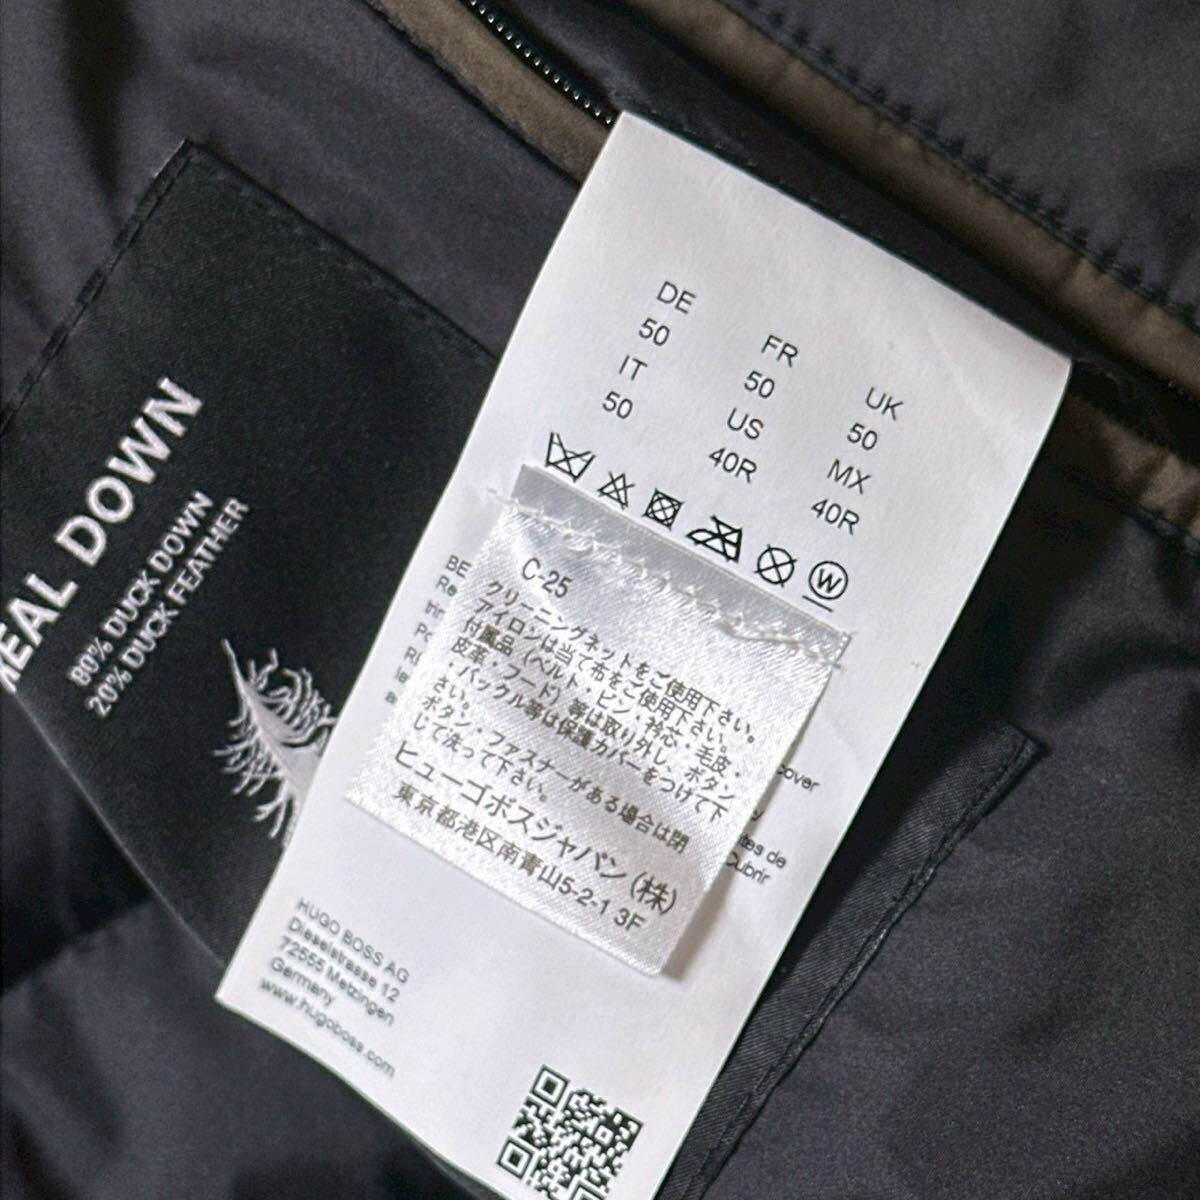 REAL DOWN
80% DUCK DOWN
20% DUCK FEATHER
DE FR UK
50 50 50
IT US MX
50 40R 40R
W
C-25
クリーニングネットをご使用下さい。
アイロンは当て布をご使用下さい。
付属品（ベルト・ピン・衿芯・毛皮・
皮革・フード）等は取り外し、ボタン
・バックル等は保護カバーをつけて下
さい。
ボタン・ファスナーがある場合は閉
じて洗って下さい。
ヒューゴボスジャパン（株）
東京都港区南青山5-2-1 3F
HUGO BOSS AG
Dieselstrasse 12
72555 Metzingen
Germany
www.hugoboss.com